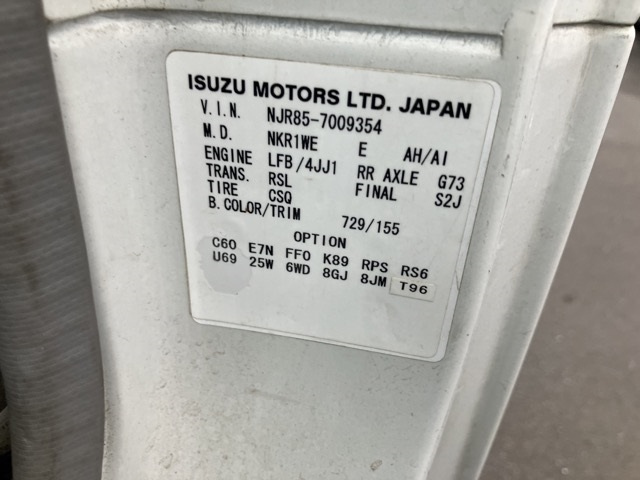 ISUZU MOTORS LTD. JAPAN
V.I.N. NJR85-7009354
M.D. NKR1WE E AH/AI
ENGINE LFB/4JJ1 RR AXLE G73
TRANS. RSL FINAL S2J
TIRE CSQ
B.COLOR/TRIM 729/155
OPTION
C60 E7N FF0 K89 RPS RS6
U69 25W 6WD 8GJ 8JM T96